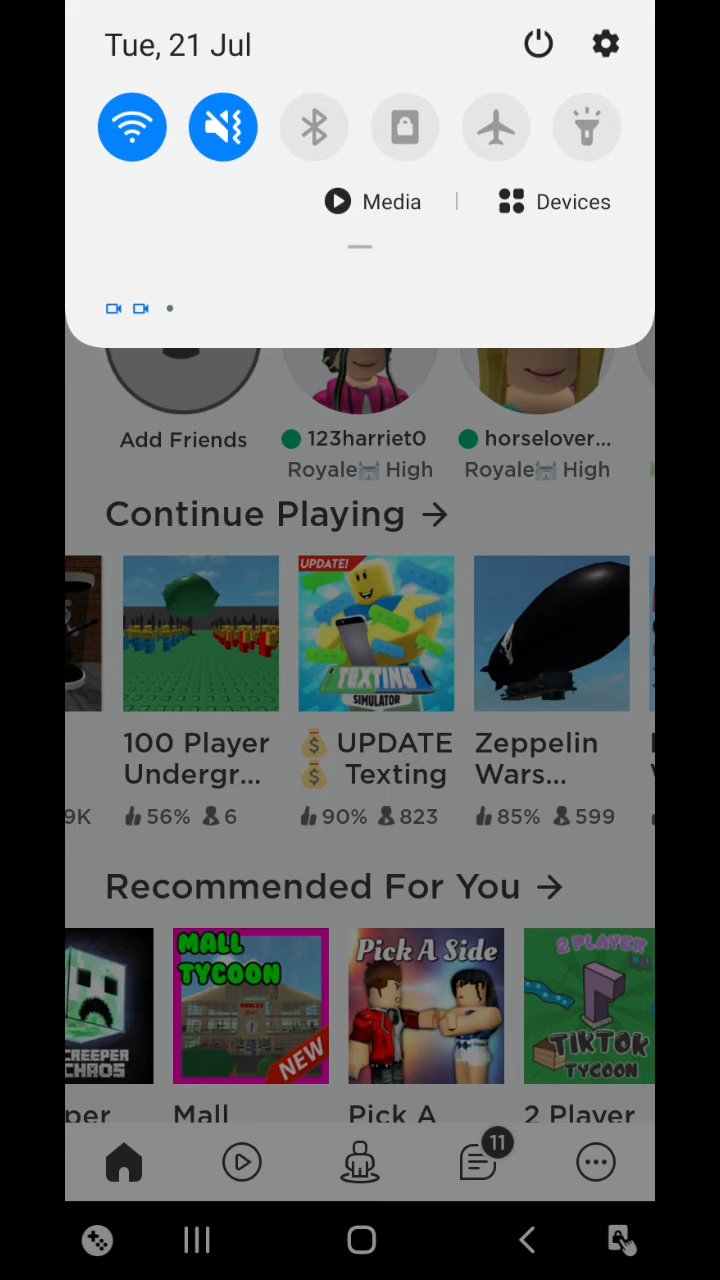 Tue, 21 Jul
Media | Devices
Add Friends
123harriet0
horselover...
Royale🏰 High
Royale🏰 High
Continue Playing →
UPDATE!
TEXTING
SIMULATOR
100 Player
Undergr...
💰 UPDATE
💰 Texting
Zeppelin
Wars...
9K
56% 6
90% 823
85% 599
Recommended For You →
CREEPER
CHAOS
MALL
TYCOON
NEW
Pick A Side
2 PLAYER
TIKTOK
TYCOON
per
Mall
Pick A
2 Player
11